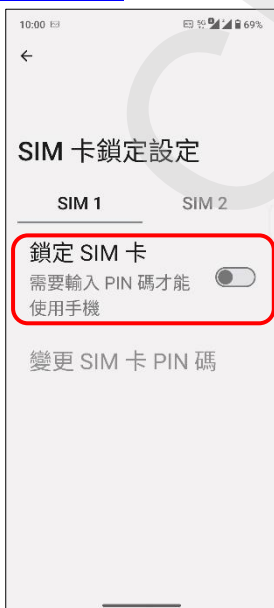 10:00
5G 69%
SIM 卡鎖定設定
SIM 1 SIM 2
鎖定 SIM 卡
需要輸入 PIN 碼才能
使用手機
變更 SIM 卡 PIN 碼